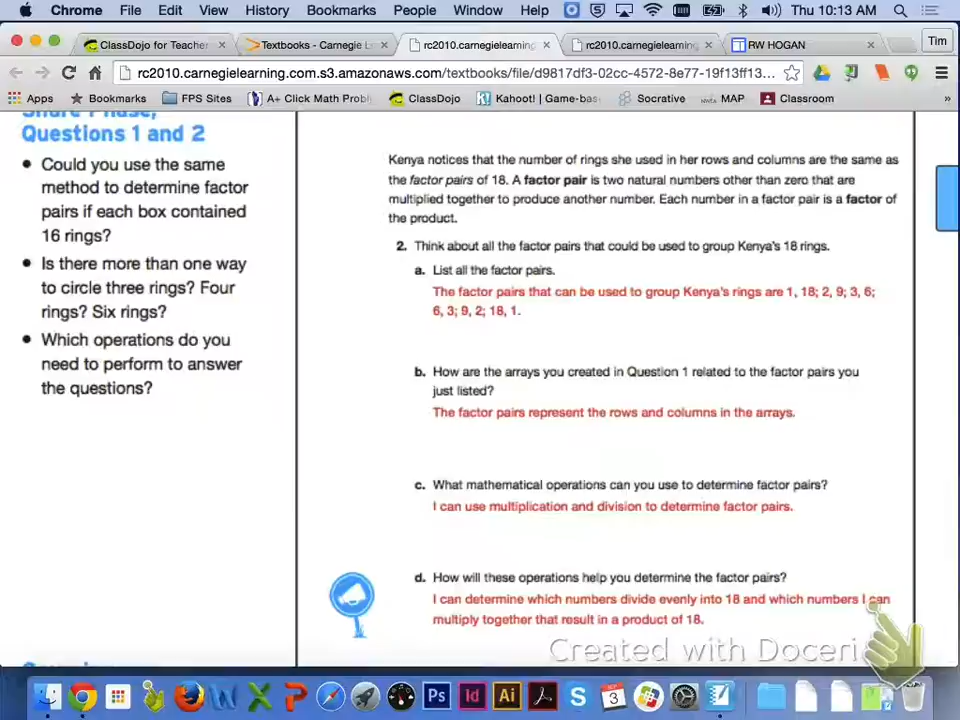 Chrome File Edit View History Bookmarks People Window Help Thu 10:13 AM
ClassDojo for Teacher Textbooks - Carnegie L rc2010.carnegielearning rc2010.carnegielearning RW HOGAN Tim
rc2010.carnegielearning.com.s3.amazonaws.com/textbooks/file/d9817df3-02cc-4572-8e77-19f13ff13...
Apps Bookmarks FPS Sites A+ Click Math Probl ClassDojo Kahoot! | Game-bas Socrative MAP Classroom »
Share Phase,
Questions 1 and 2
• Could you use the same
method to determine factor
pairs if each box contained
16 rings?
• Is there more than one way
to circle three rings? Four
rings? Six rings?
• Which operations do you
need to perform to answer
the questions?
Kenya notices that the number of rings she used in her rows and columns are the same as
the factor pairs of 18. A factor pair is two natural numbers other than zero that are
multiplied together to produce another number. Each number in a factor pair is a factor of
the product.
2. Think about all the factor pairs that could be used to group Kenya's 18 rings.
a. List all the factor pairs.
The factor pairs that can be used to group Kenya's rings are 1, 18; 2, 9; 3, 6;
6, 3; 9, 2; 18, 1.
b. How are the arrays you created in Question 1 related to the factor pairs you
just listed?
The factor pairs represent the rows and columns in the arrays.
c. What mathematical operations can you use to determine factor pairs?
I can use multiplication and division to determine factor pairs.
d. How will these operations help you determine the factor pairs?
I can determine which numbers divide evenly into 18 and which numbers I can
multiply together that result in a product of 18.
Created with Doceri
Ps Id Ai 3